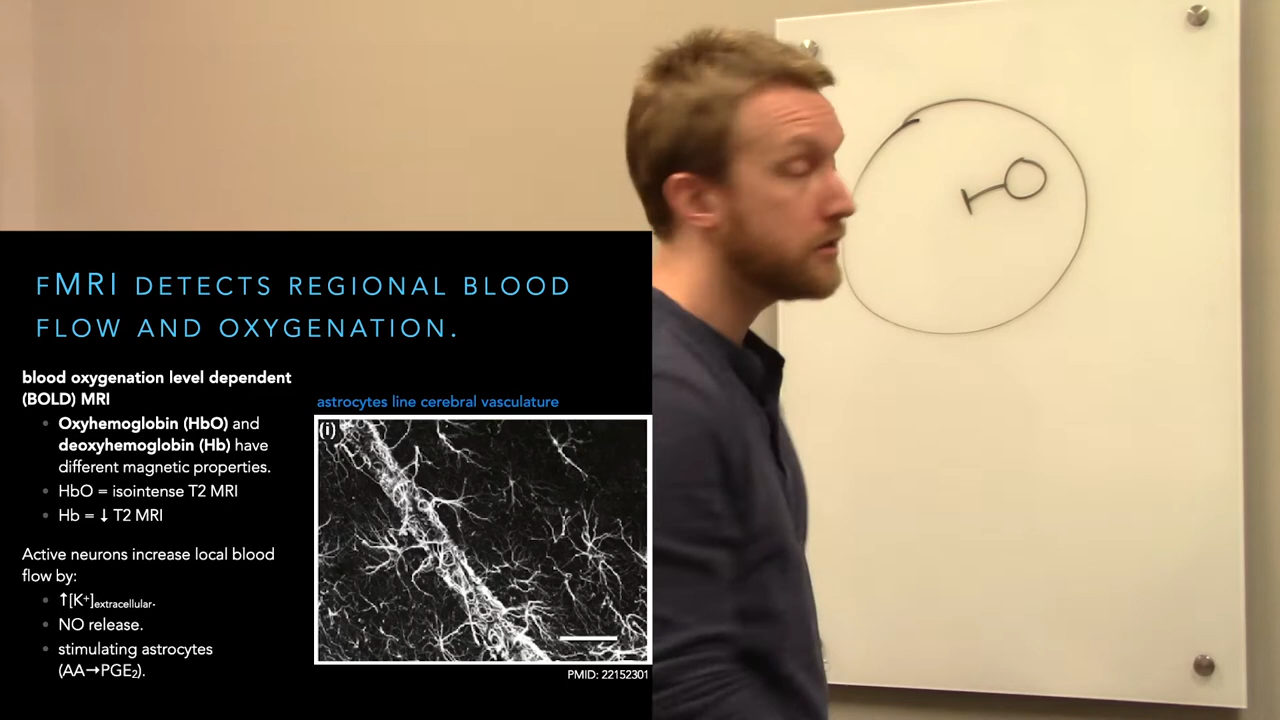 fMRI DETECTS REGIONAL BLOOD
FLOW AND OXYGENATION.
blood oxygenation level dependent
(BOLD) MRI
• Oxyhemoglobin (HbO) and
deoxyhemoglobin (Hb) have
different magnetic properties.
• HbO = isointense T2 MRI
• Hb = ↓ T2 MRI
Active neurons increase local blood
flow by:
• ↑[K⁺]extracellular.
• NO release.
• stimulating astrocytes
(AA→PGE₂).
astrocytes line cerebral vasculature
(i)
PMID: 22152301